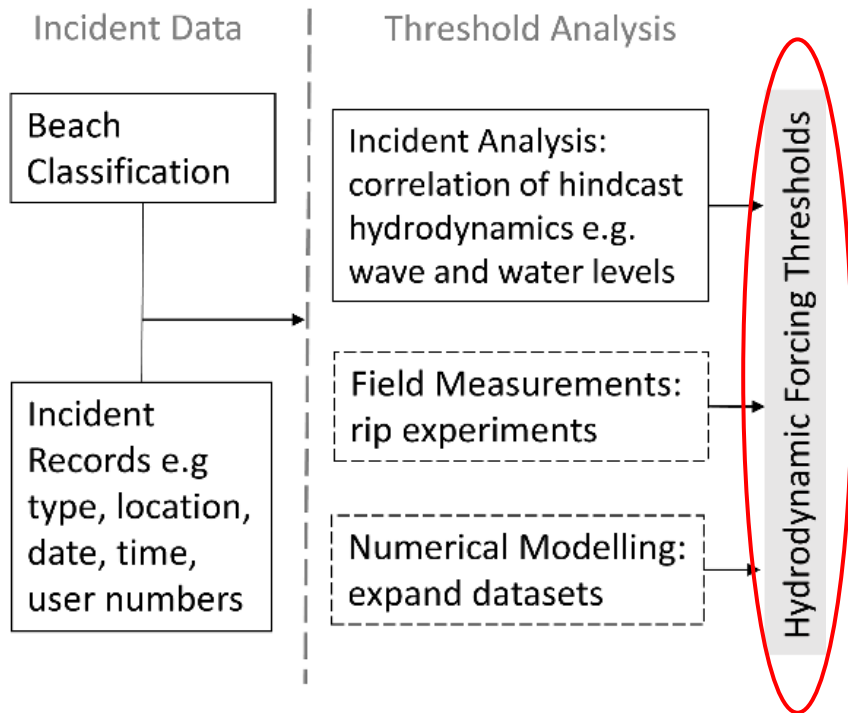 Incident Data
Threshold Analysis
Beach
Classification
Incident
Records e.g
type, location,
date, time,
user numbers
Incident Analysis:
correlation of hindcast
hydrodynamics e.g.
wave and water levels
Field Measurements:
rip experiments
Numerical Modelling:
expand datasets
Hydrodynamic Forcing Thresholds